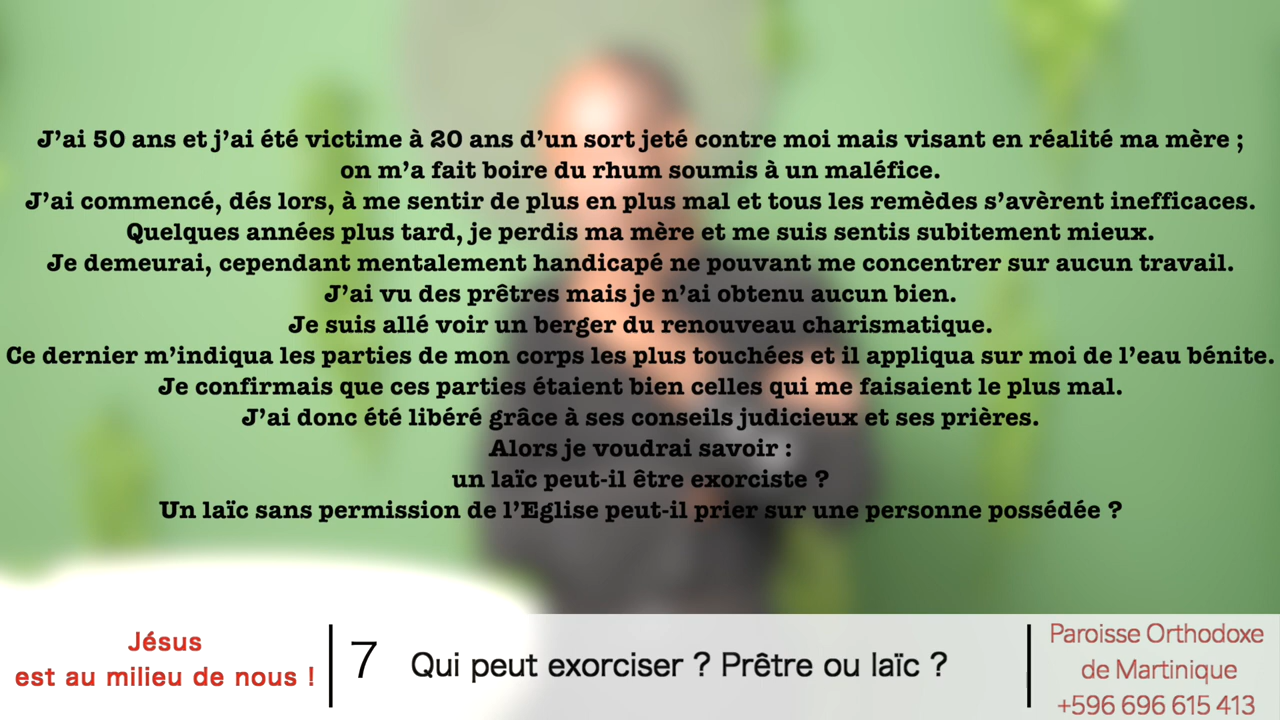 J’ai 50 ans et j’ai été victime à 20 ans d’un sort jeté contre moi mais visant en réalité ma mère ;
on m’a fait boire du rhum soumis à un maléfice.
J’ai commencé, dés lors, à me sentir de plus en plus mal et tous les remèdes s’avèrent inefficaces.
Quelques années plus tard, je perdis ma mère et me suis sentis subitement mieux.
Je demeurai, cependant mentalement handicapé ne pouvant me concentrer sur aucun travail.
J’ai vu des prêtres mais je n’ai obtenu aucun bien.
Je suis allé voir un berger du renouveau charismatique.
Ce dernier m’indiqua les parties de mon corps les plus touchées et il appliqua sur moi de l’eau bénite.
Je confirmais que ces parties étaient bien celles qui me faisaient le plus mal.
J’ai donc été libéré grâce à ses conseils judicieux et ses prières.
Alors je voudrai savoir :
un laïc peut-il être exorciste ?
Un laïc sans permission de l’Eglise peut-il prier sur une personne possédée ?
Jésus
est au milieu de nous !
7 Qui peut exorciser ? Prêtre ou laïc ?
Paroisse Orthodoxe
de Martinique
+596 696 615 413